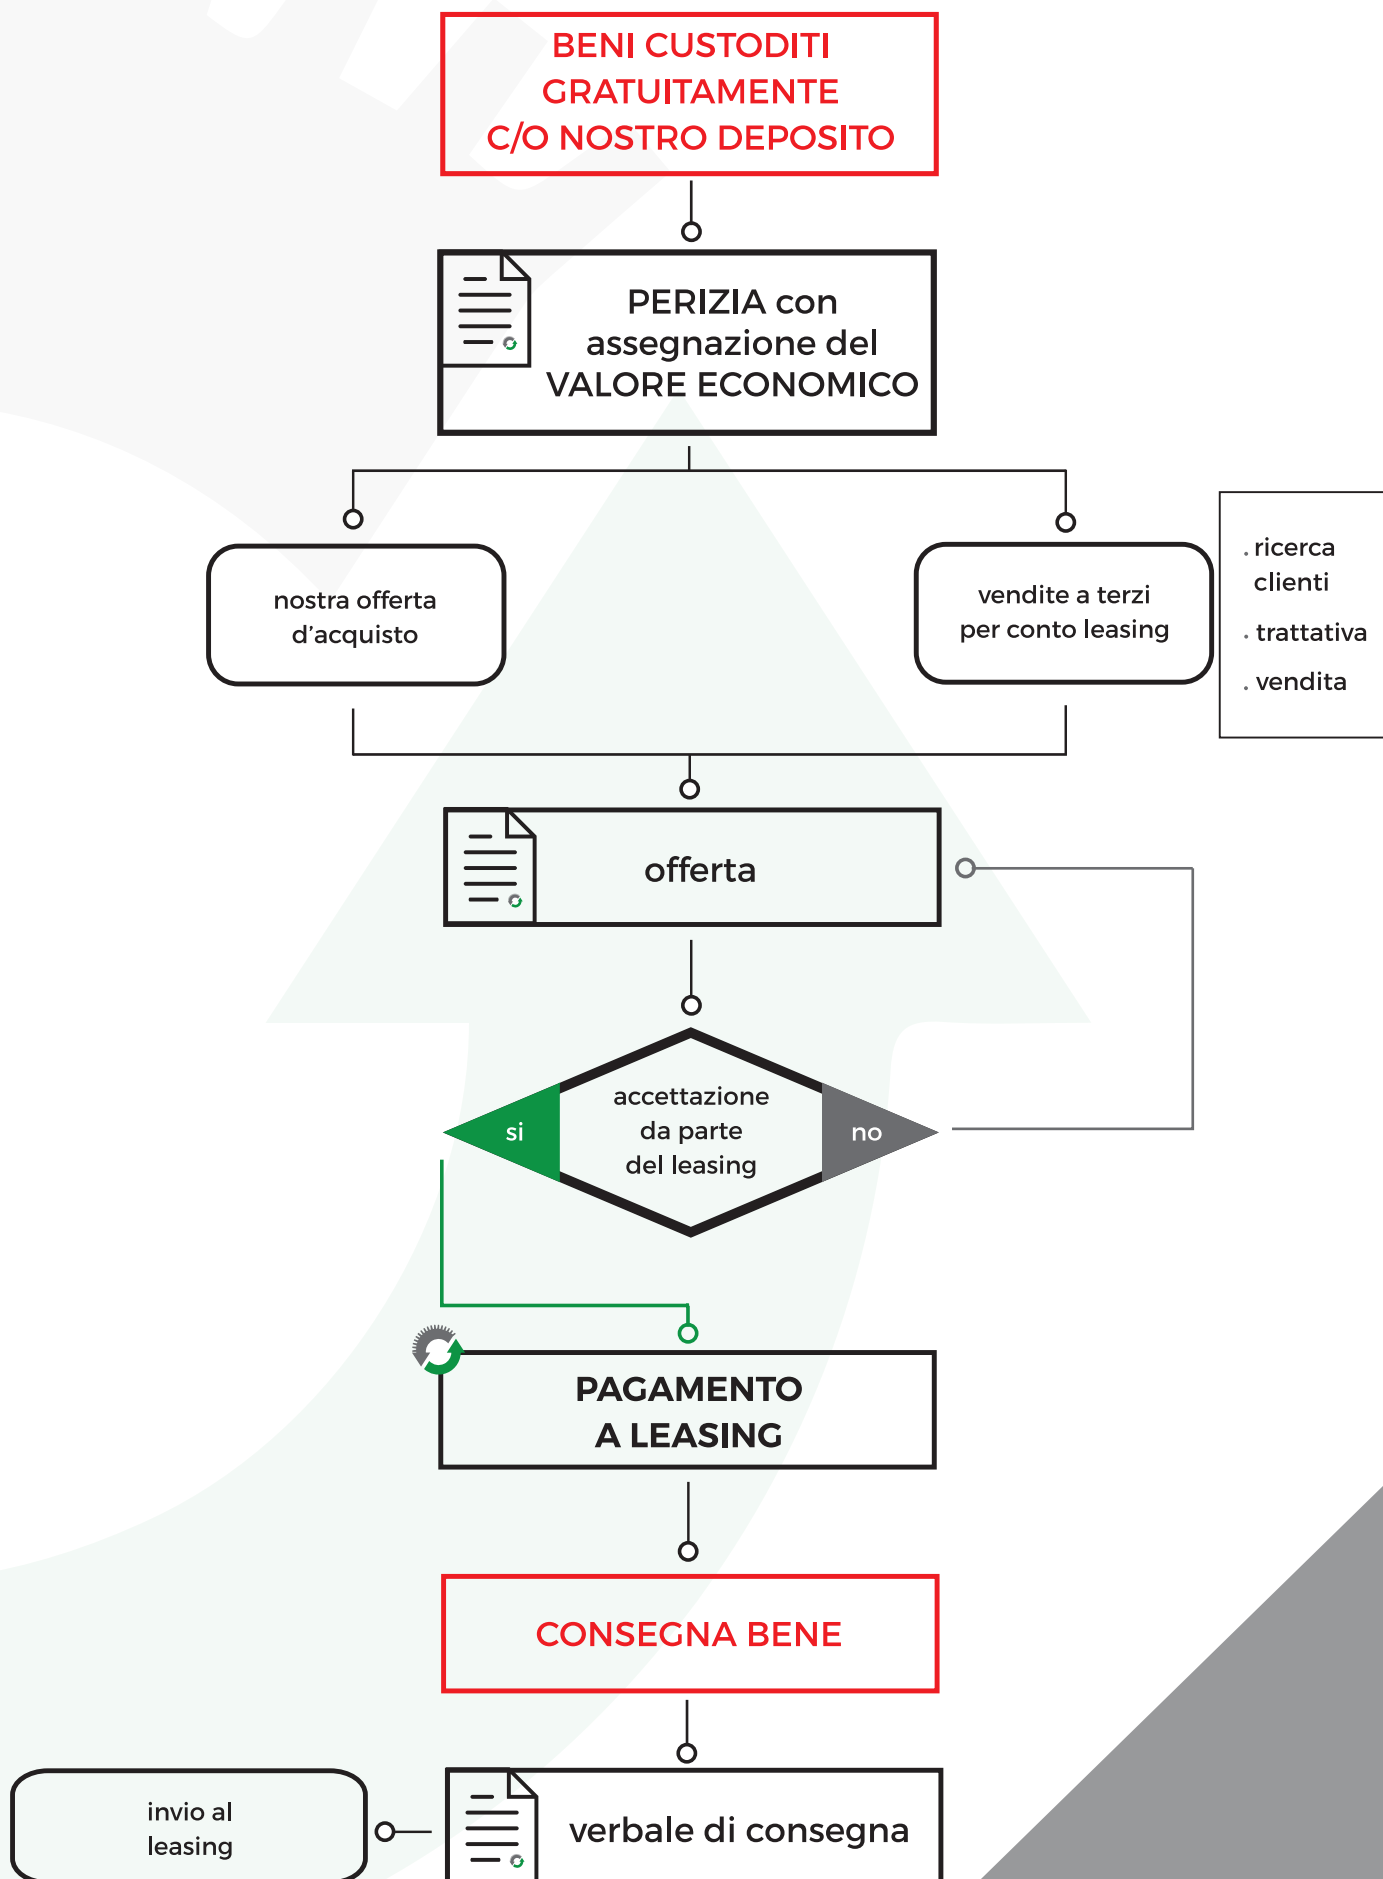 BENI CUSTODITI
GRATUITAMENTE
C/O NOSTRO DEPOSITO
PERIZIA con
assegnazione del
VALORE ECONOMICO
nostra offerta
d'acquisto
vendite a terzi
per conto leasing
. ricerca
clienti
. trattativa
. vendita
offerta
accettazione
da parte
del leasing
si
no
PAGAMENTO
A LEASING
CONSEGNA BENE
invio al
leasing
verbale di consegna